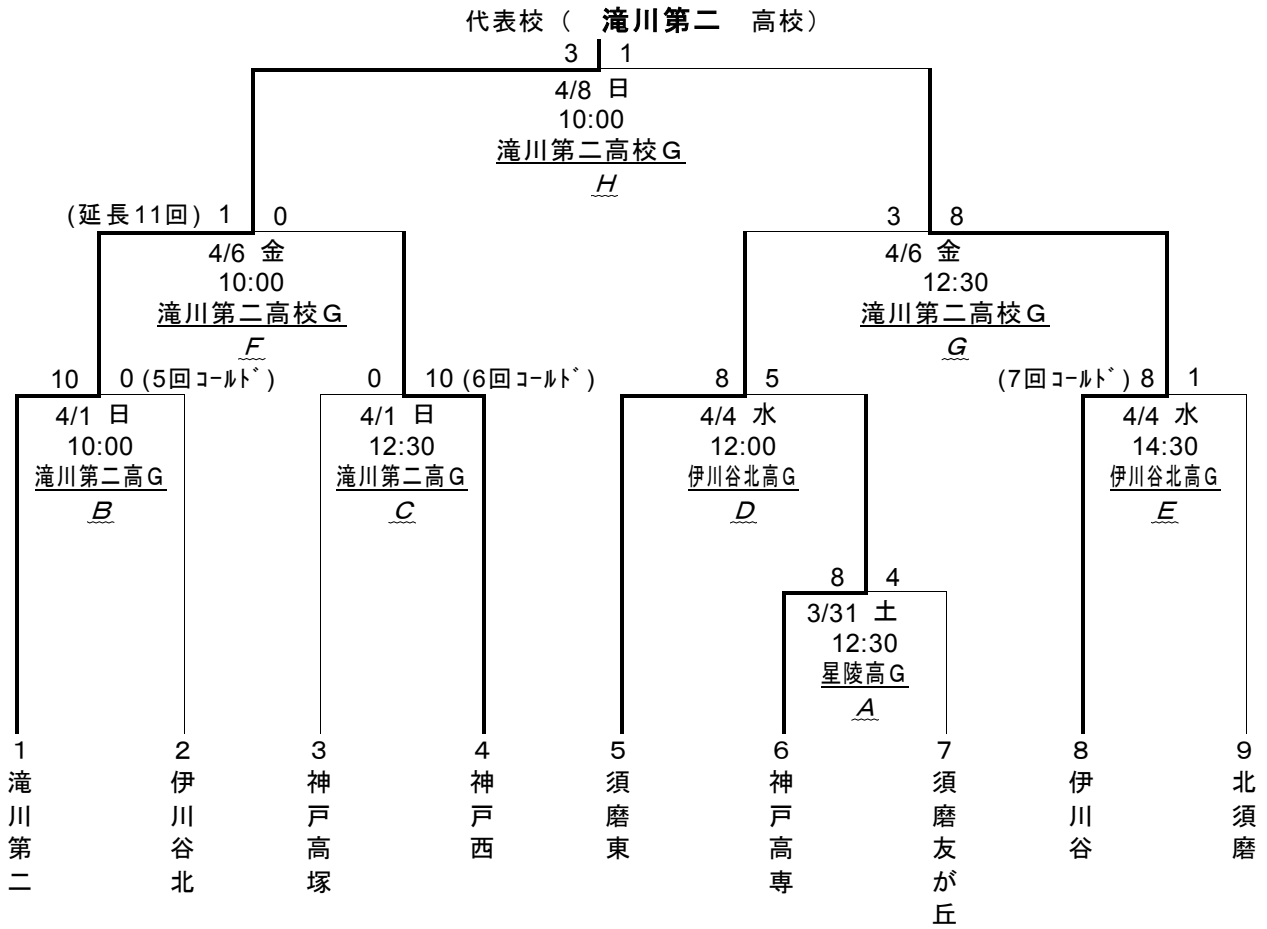 代表校（　滝川第二　高校）
3 1
4/8 日
10:00
滝川第二高校G
H
(延長11回) 1 0
4/6 金
10:00
滝川第二高校G
F
3 8
4/6 金
12:30
滝川第二高校G
G
10 0 (5回ｺｰﾙﾄﾞ)
4/1 日
10:00
滝川第二高G
B
0 10 (6回ｺｰﾙﾄﾞ)
4/1 日
12:30
滝川第二高G
C
8 5
4/4 水
12:00
伊川谷北高G
D
(7回ｺｰﾙﾄﾞ) 8 1
4/4 水
14:30
伊川谷北高G
E
8 4
3/31 土
12:30
星陵高G
A
1
滝川第二
2
伊川谷北
3
神戸高塚
4
神戸西
5
須磨東
6
神戸高専
7
須磨友が丘
8
伊川谷
9
北須磨